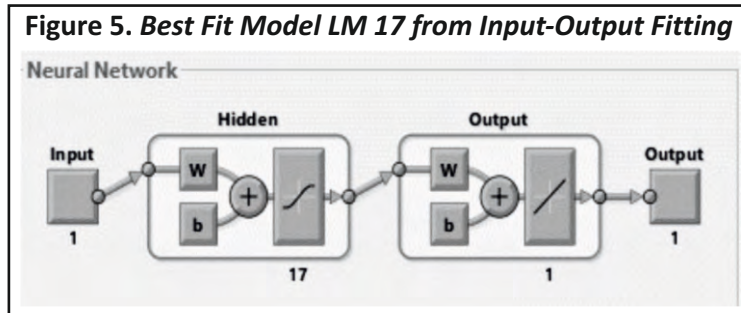 Figure 5. Best Fit Model LM 17 from Input-Output Fitting
Neural Network
Hidden
Output
Input
Output
W
W
+
+
b
b
1
1
17
1